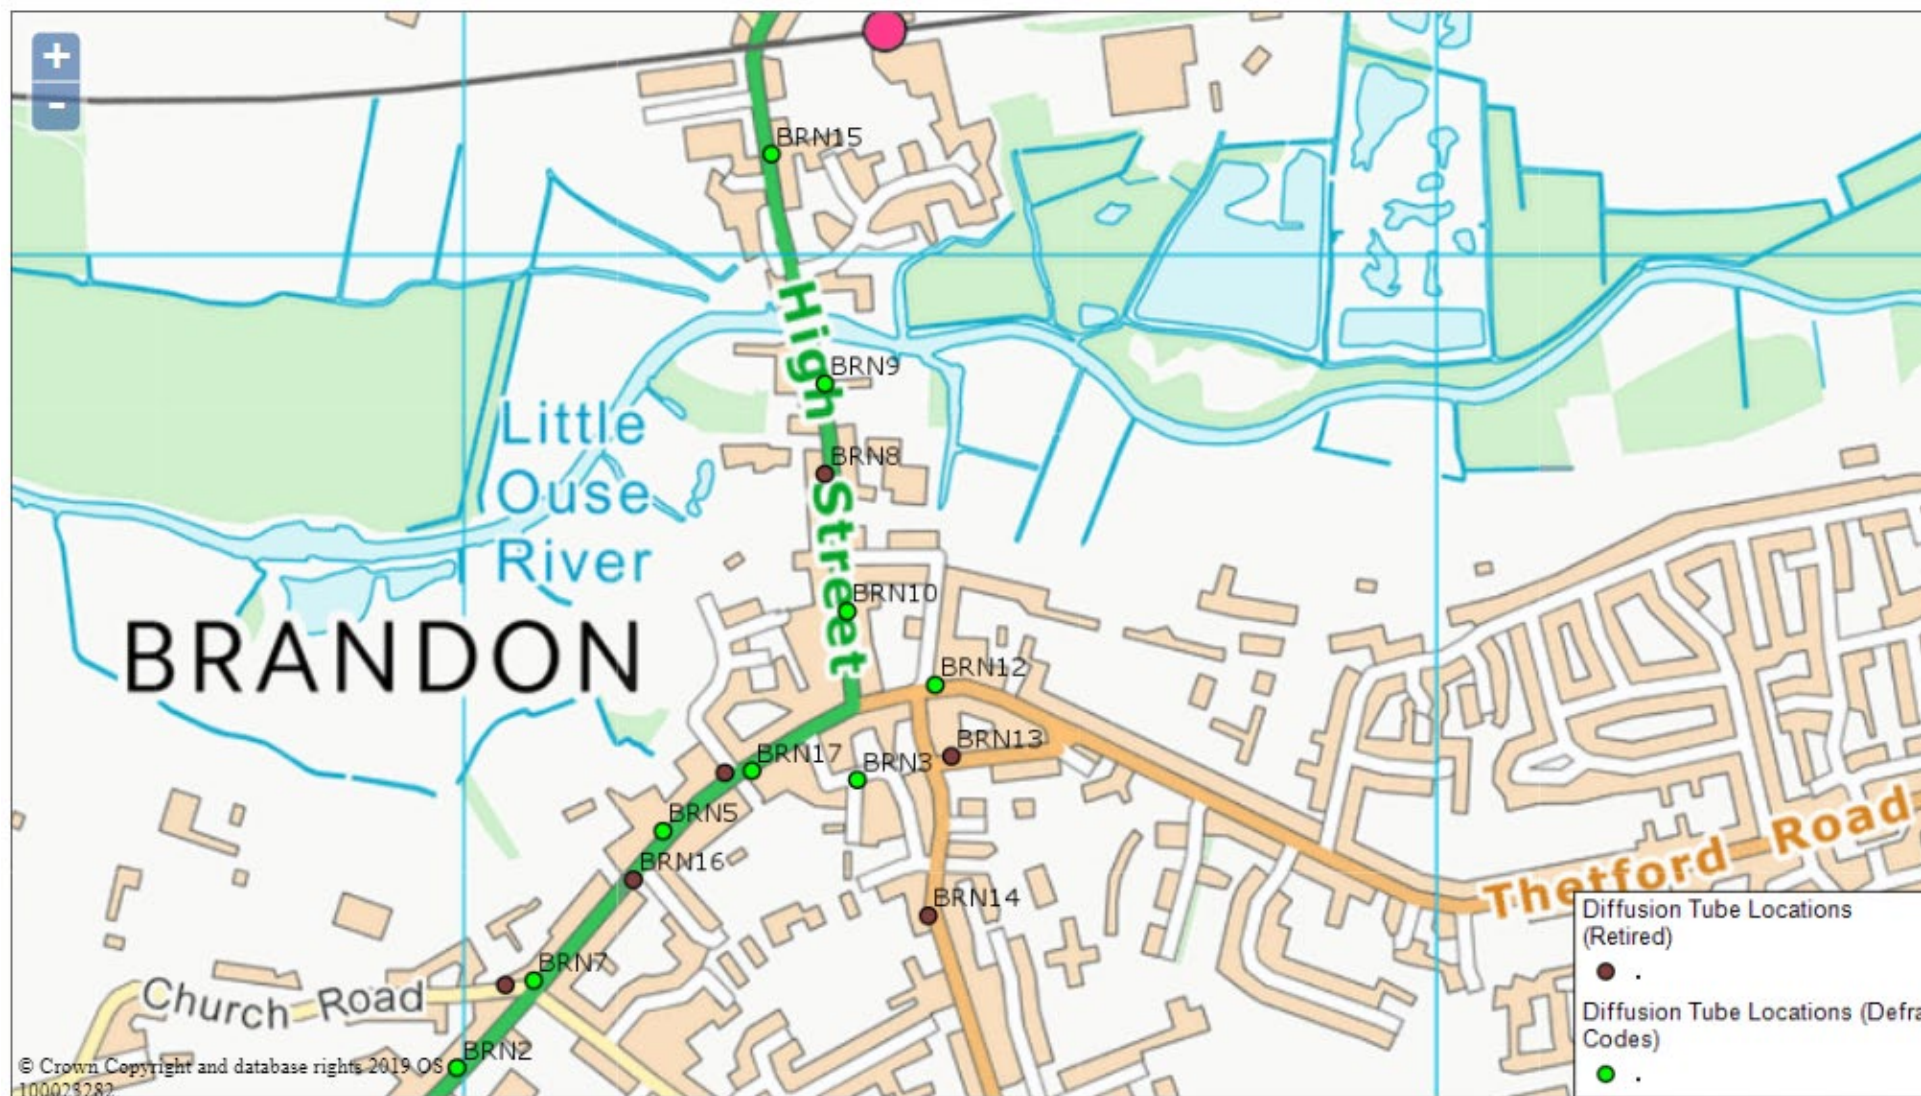 +
-
BRN15
High Street
BRN9
BRN8
Little
Ouse
River
BRN10
BRANDON
BRN12
BRN13
BRN17
BRN3
BRN5
BRN16
Thetford Road
BRN14
Diffusion Tube Locations
(Retired)
.
BRN7
Church Road
Diffusion Tube Locations (Defra
Codes)
.
BRN2
© Crown Copyright and database rights 2019 OS
100023282